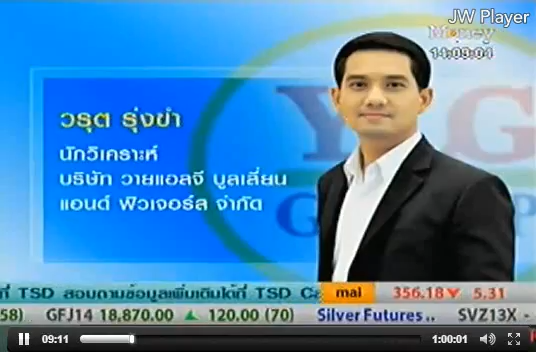 JW Player
Money
14:09:04
วรุต รุ่งขำ
นักวิเคราะห์
บริษัท วายแอลจี บูลเลี่ยน
แอนด์ ฟิวเจอร์ส จำกัด
ที่ TSD สอบถามข้อมูลเพิ่มเติมได้ที่ TSD Ca mai 356.18 ▼ 5.31
58) GFJ14 18,870.00 ▲ 120.00 (70) Silver Futures .. SVZ13X -
09:11 1:00:01